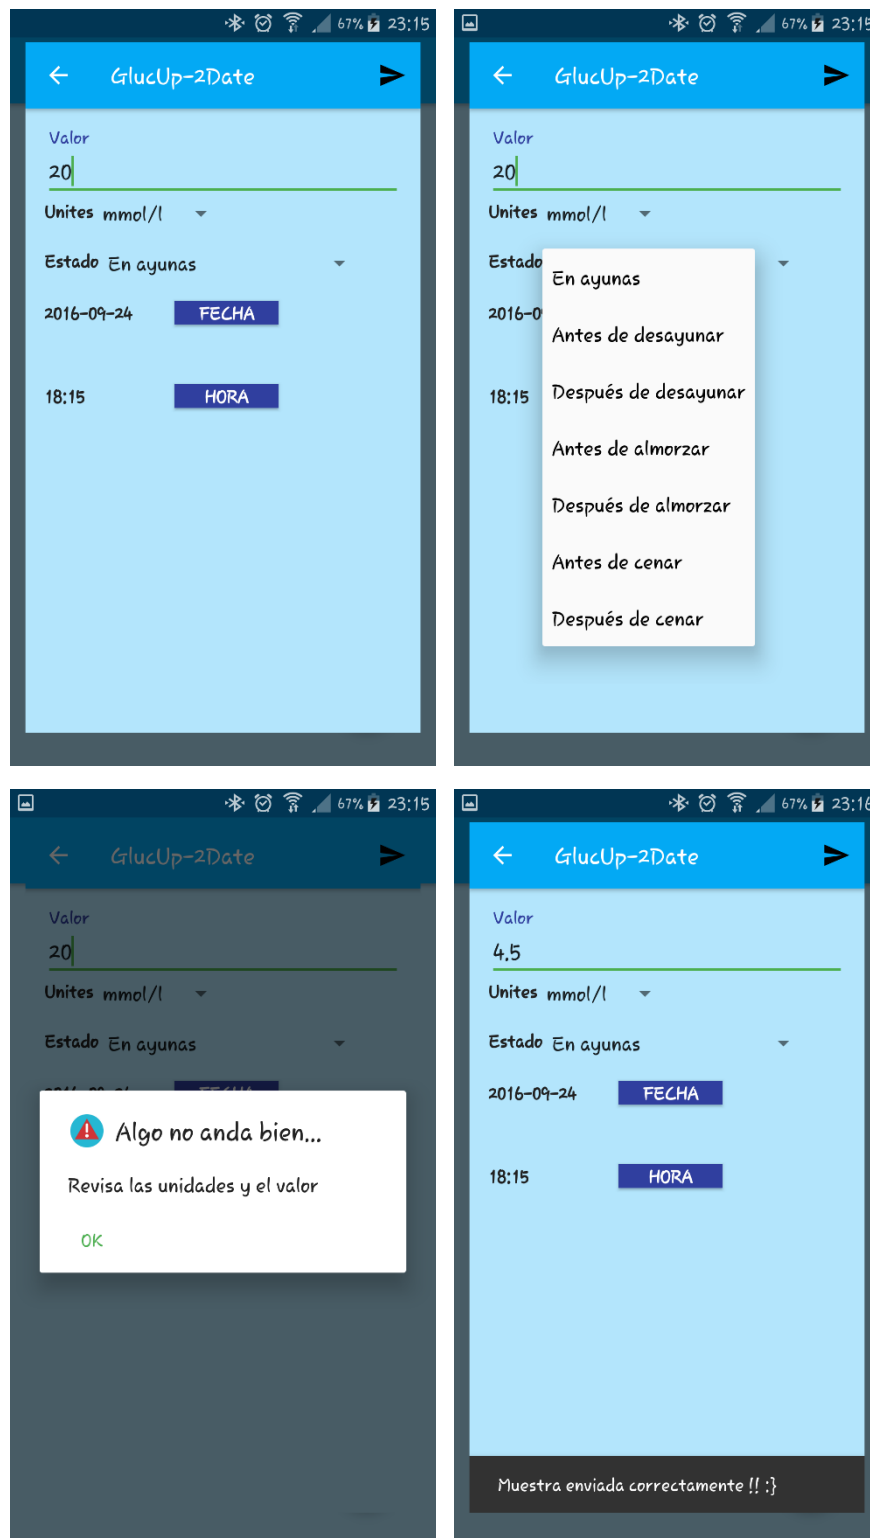 67% 23:15
GlucUp-2Date
Valor
20
Unites mmol/l
Estado En ayunas
2016-09-24 FECHA
18:15 HORA
67% 23:15
GlucUp-2Date
Valor
20
Unites mmol/l
Estado
En ayunas
2016-0
Antes de desayunar
18:15
Después de desayunar
Antes de almorzar
Después de almorzar
Antes de cenar
Después de cenar
67% 23:15
GlucUp-2Date
Valor
20
Unites mmol/l
Estado En ayunas
Algo no anda bien...
Revisa las unidades y el valor
OK
67% 23:16
GlucUp-2Date
Valor
4.5
Unites mmol/l
Estado En ayunas
2016-09-24 FECHA
18:15 HORA
Muestra enviada correctamente !! :}